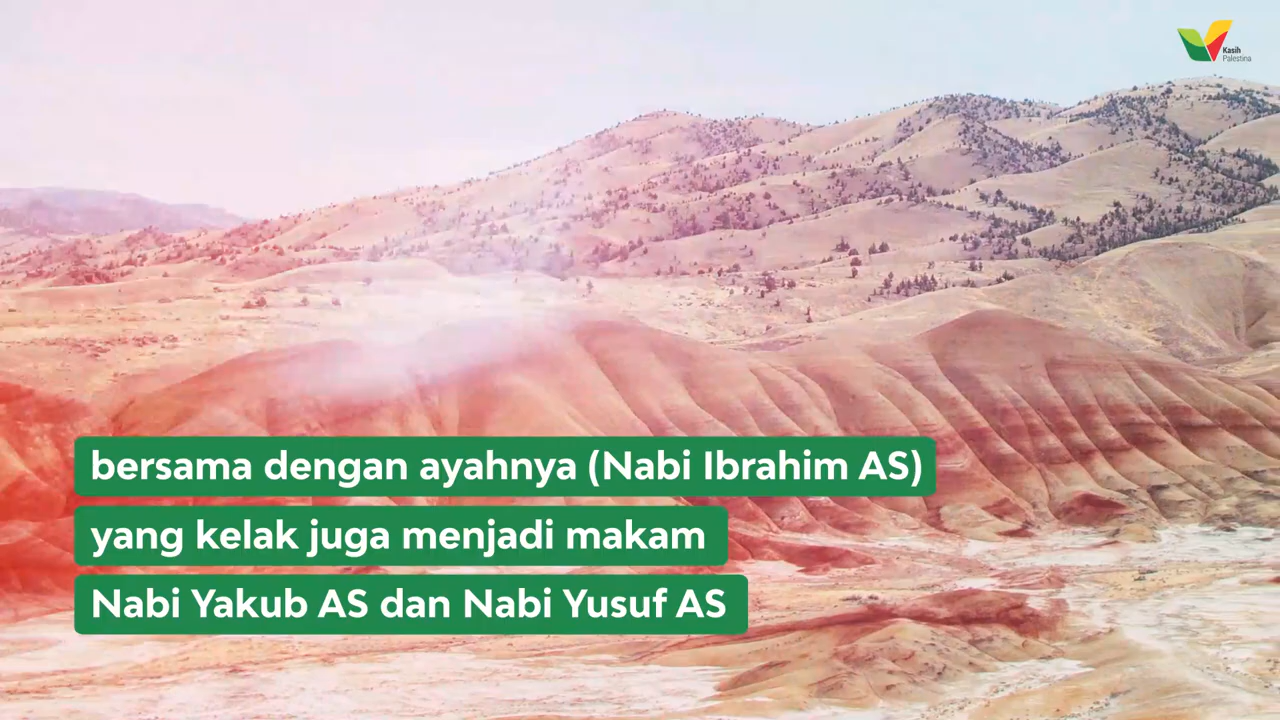 Kasih
Palestina
bersama dengan ayahnya (Nabi Ibrahim AS)
yang kelak juga menjadi makam
Nabi Yakub AS dan Nabi Yusuf AS